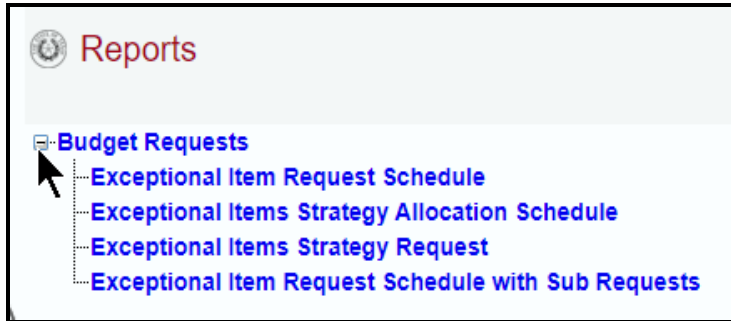 Reports
Budget Requests
Exceptional Item Request Schedule
Exceptional Items Strategy Allocation Schedule
Exceptional Items Strategy Request
Exceptional Item Request Schedule with Sub Requests